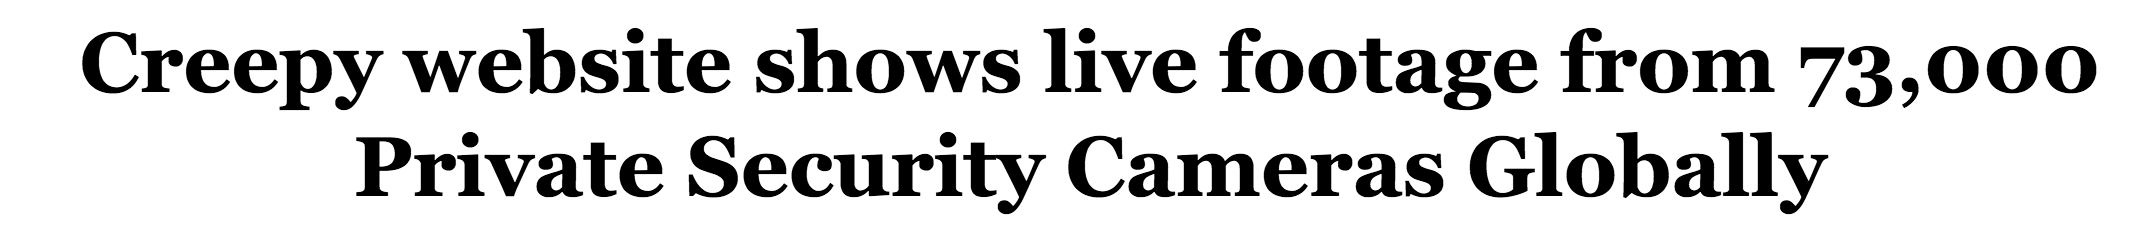 Creepy website shows live footage from 73,000
Private Security Cameras Globally